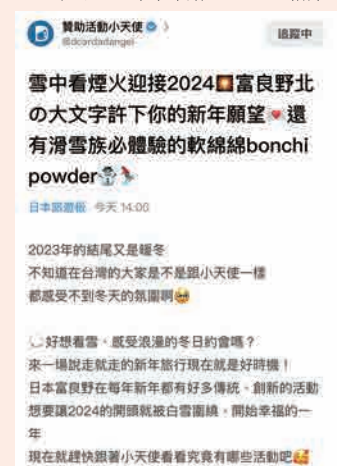 贊助活動小天使
@dcardadangel
追蹤中
雪中看煙火迎接2024🎇富良野北
の大文字許下你的新年願望💌還
有滑雪族必體驗的軟綿綿bonchi
powder☃️⛷️
日本旅遊板 今天 14:00
2023年的結尾又是暖冬
不知道在台灣的大家是不是跟小天使一樣
都感受不到冬天的氛圍啊🥹
好想看雪、感受浪漫的冬日約會嗎？
來一場說走就走的新年旅行現在就是好時機！
日本富良野在每年新年都有好多傳統、創新的活動
想要讓2024的開頭就被白雪圍繞，開始幸福的一
年
現在就趕快跟著小天使看看究竟有哪些活動吧🥰